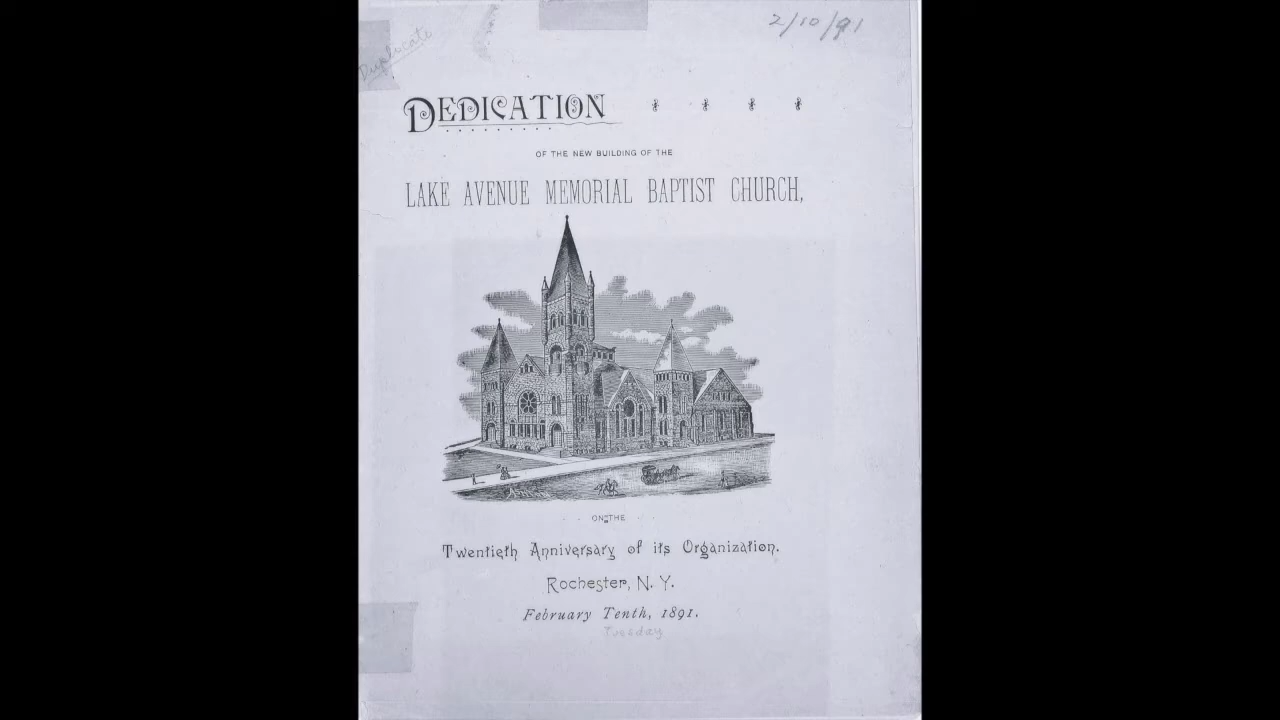 2/10/91
Duplicate
DEDICATION
OF THE NEW BUILDING OF THE
LAKE AVENUE MEMORIAL BAPTIST CHURCH,
ON THE
Twentieth Anniversary of its Organization.
Rochester, N. Y.
February Tenth, 1891.
Tuesday